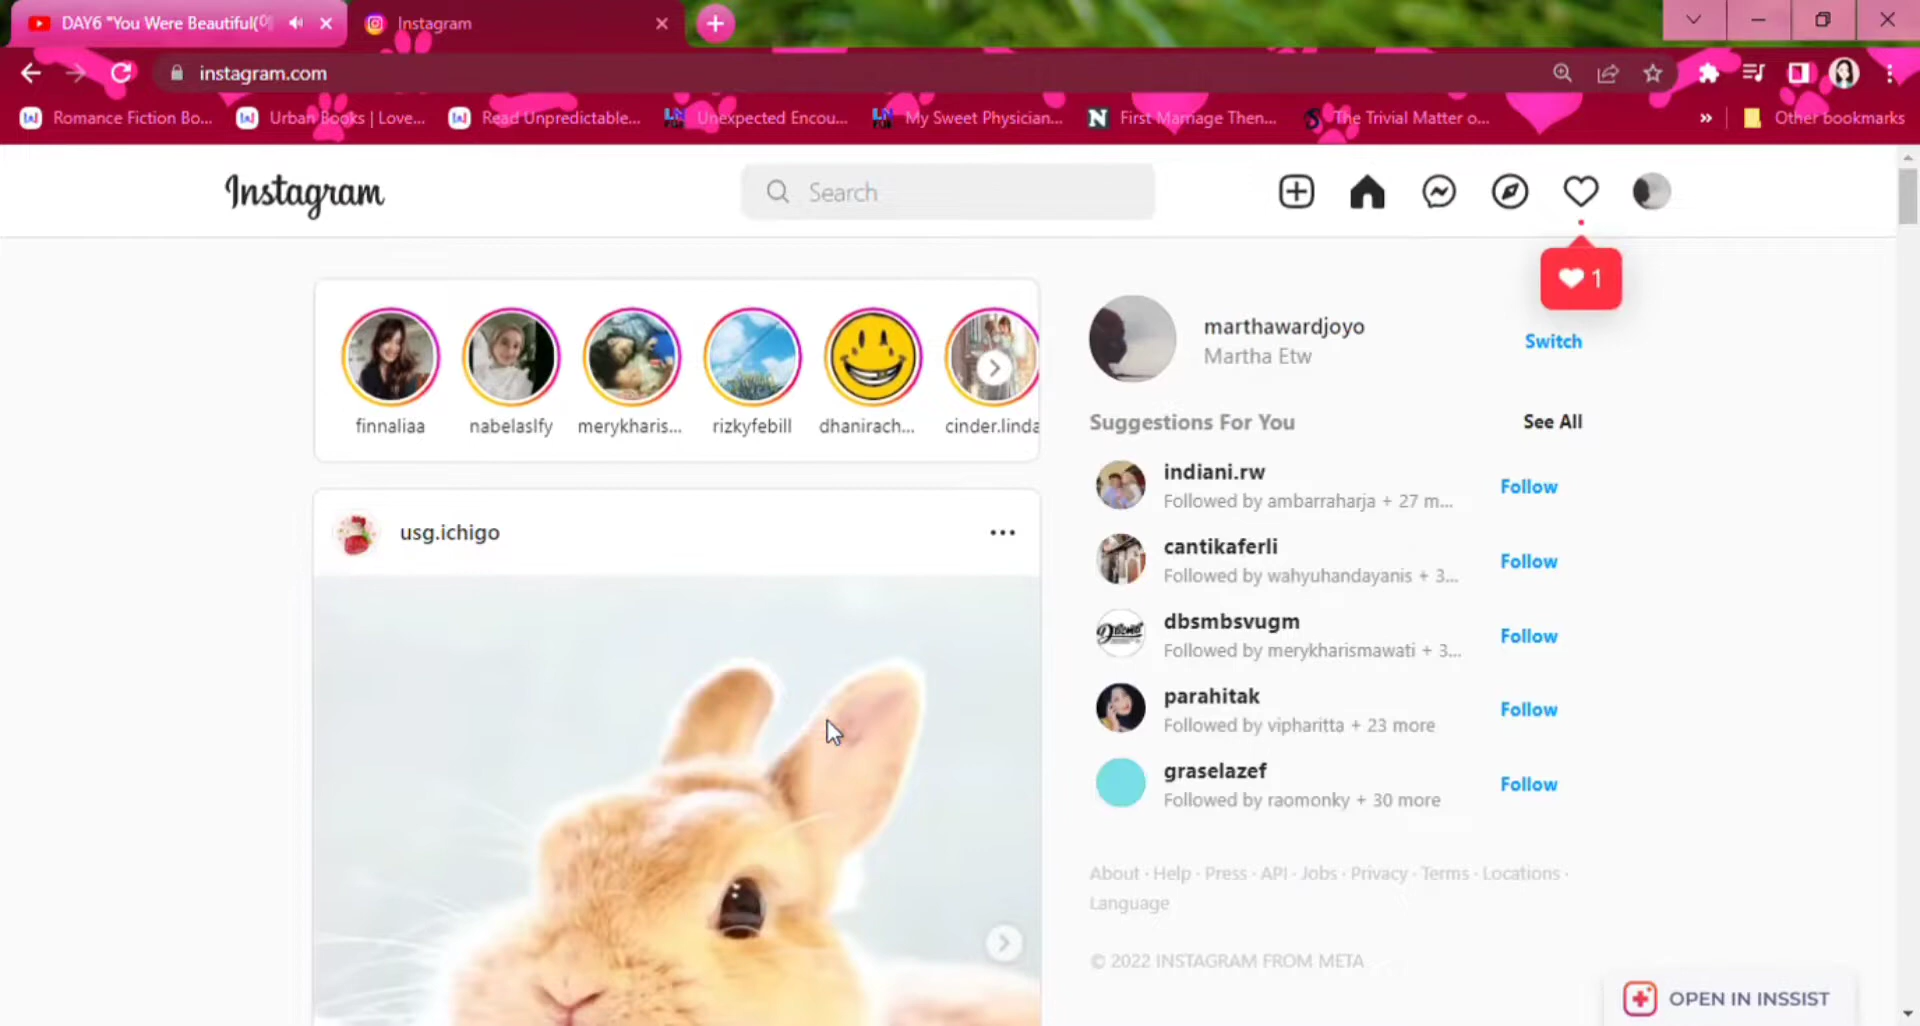 DAY6 "You Were Beautiful(
Instagram
instagram.com
Romance Fiction Bo...
Urban Books | Love...
Read Unpredictable...
Unexpected Encou...
My Sweet Physician...
First Marriage Then...
The Trivial Matter o...
»
Other bookmarks
Instagram
Search
1
finnaliaa
nabelaslfy
merykharis...
rizkyfebill
dhanirach...
cinder.linda
marthawardjoyo
Martha Etw
Switch
Suggestions For You
See All
indiani.rw
Followed by ambarraharja + 27 m...
Follow
cantikaferli
Followed by wahyuhandayanis + 3...
Follow
dbsmbsvugm
Followed by merykharismawati + 3...
Follow
parahitak
Followed by vipharitta + 23 more
Follow
graselazef
Followed by raomonky + 30 more
Follow
usg.ichigo
About · Help · Press · API · Jobs · Privacy · Terms · Locations ·
Language
© 2022 INSTAGRAM FROM META
OPEN IN INSSIST